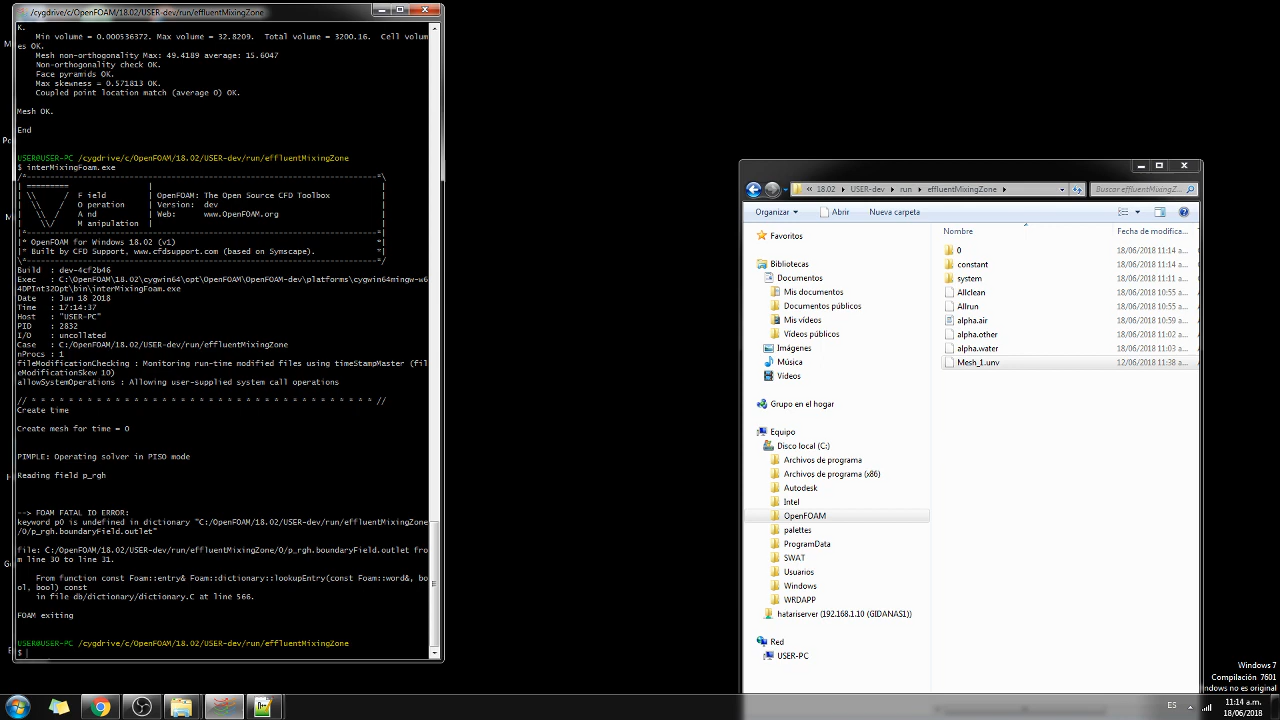 /cygdrive/c/OpenFOAM/18.02/USER-dev/run/effluentMixingZone
K.
Min volume = 0.000536372. Max volume = 32.8209.  Total volume = 3200.16.  Cell volum
es OK.
Mesh non-orthogonality Max: 49.4189 average: 15.6047
Non-orthogonality check OK.
Face pyramids OK.
Max skewness = 0.571813 OK.
Coupled point location match (average 0) OK.
Mesh OK.
End
USER@USER-PC /cygdrive/c/OpenFOAM/18.02/USER-dev/run/effluentMixingZone
$ interMixingFoam.exe
/*---------------------------------------------------------------------------*\
| =========                 |                                                 |
| \\      /  F ield         | OpenFOAM: The Open Source CFD Toolbox           |
|  \\    /   O peration     | Version:  dev                                   |
|   \\  /    A nd           | Web:      www.OpenFOAM.org                      |
|    \\/     M anipulation  |                                                 |
|*---------------------------------------------------------------------------*|
|* OpenFOAM for Windows 18.02 (v1)                                           *|
|* Built by CFD Support, www.cfdsupport.com (based on Symscape).             *|
\*---------------------------------------------------------------------------*/
Build  : dev-4cf2b46
Exec   : C:\OpenFOAM\18.02\cygwin64\opt\OpenFOAM\OpenFOAM-dev\platforms\cygwin64mingw-w6
4DPInt32Opt\bin\interMixingFoam.exe
Date   : Jun 18 2018
Time   : 17:14:37
Host   : "USER-PC"
PID    : 2832
I/O    : uncollated
Case   : C:/OpenFOAM/18.02/USER-dev/run/effluentMixingZone
nProcs : 1
fileModificationChecking : Monitoring run-time modified files using timeStampMaster (fil
eModificationSkew 10)
allowSystemOperations : Allowing user-supplied system call operations
// * * * * * * * * * * * * * * * * * * * * * * * * * * * * * * * * * * * * * //
Create time
Create mesh for time = 0
PIMPLE: Operating solver in PISO mode
Reading field p_rgh
--> FOAM FATAL IO ERROR:
keyword p0 is undefined in dictionary "C:/OpenFOAM/18.02/USER-dev/run/effluentMixingZone
/0/p_rgh.boundaryField.outlet"
file: C:/OpenFOAM/18.02/USER-dev/run/effluentMixingZone/0/p_rgh.boundaryField.outlet fro
m line 30 to line 31.
From function const Foam::entry& Foam::dictionary::lookupEntry(const Foam::word&, bo
ol, bool) const
in file db/dictionary/dictionary.C at line 566.
FOAM exiting
USER@USER-PC /cygdrive/c/OpenFOAM/18.02/USER-dev/run/effluentMixingZone
$
« 18.02 USER-dev run effluentMixingZone
Buscar effluentMixingZ...
Organizar Abrir Nueva carpeta
Favoritos
Bibliotecas
Documentos
Mis documentos
Documentos públicos
Mis vídeos
Vídeos públicos
Imágenes
Música
Vídeos
Grupo en el hogar
Equipo
Disco local (C:)
Archivos de programa
Archivos de programa (x86)
Autodesk
Intel
OpenFOAM
palettes
ProgramData
SWAT
Usuarios
Windows
WRDAPP
hatariserver (192.168.1.10 (GIDANAS1))
Red
USER-PC
Nombre Fecha de modifica...
0 18/06/2018 11:14 a...
constant 18/06/2018 11:14 a...
system 18/06/2018 11:11 a...
Allclean 18/06/2018 10:55 a...
Allrun 18/06/2018 10:55 a...
alpha.air 18/06/2018 10:59 a...
alpha.other 18/06/2018 11:02 a...
alpha.water 18/06/2018 11:03 a...
Mesh_1.unv 12/06/2018 11:38 a...
Windows 7
Compilación 7601
indows no es original
ES
11:14 a.m.
18/06/2018